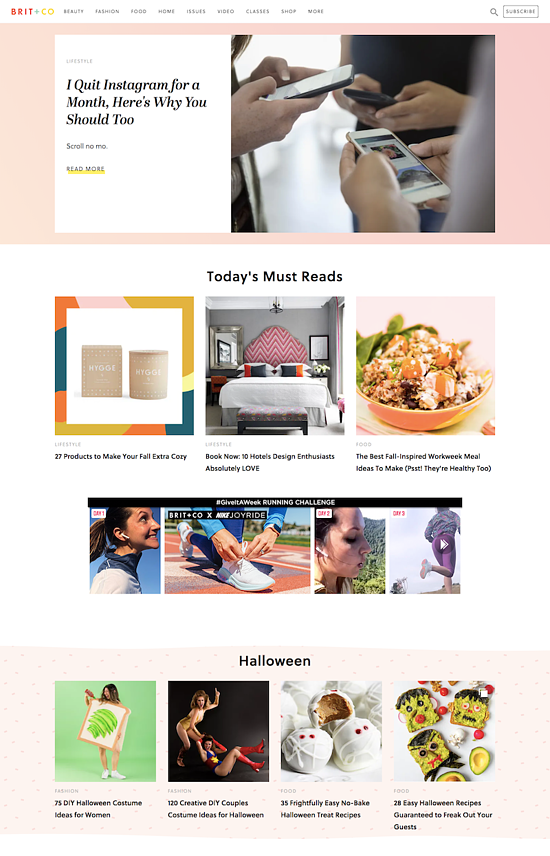 BRIT+CO BEAUTY FASHION FOOD HOME ISSUES VIDEO CLASSES SHOP MORE SUBSCRIBE
LIFESTYLE
I Quit Instagram for a
Month, Here's Why You
Should Too
Scroll no mo.
READ MORE
Today's Must Reads
HYGGE HYGGE
LIFESTYLE
27 Products to Make Your Fall Extra Cozy
LIFESTYLE
Book Now: 10 Hotels Design Enthusiasts
Absolutely LOVE
FOOD
The Best Fall-Inspired Workweek Meal
Ideas To Make (Psst! They're Healthy Too)
#GiveItAWeek RUNNING CHALLENGE
DAY 1 BRIT+CO X NIKE JOYRIDE DAY 2 DAY 3
Halloween
FASHION
75 DIY Halloween Costume
Ideas for Women
FASHION
120 Creative DIY Couples
Costume Ideas for Halloween
FOOD
35 Frightfully Easy No-Bake
Halloween Treat Recipes
FOOD
28 Easy Halloween Recipes
Guaranteed to Freak Out Your
Guests